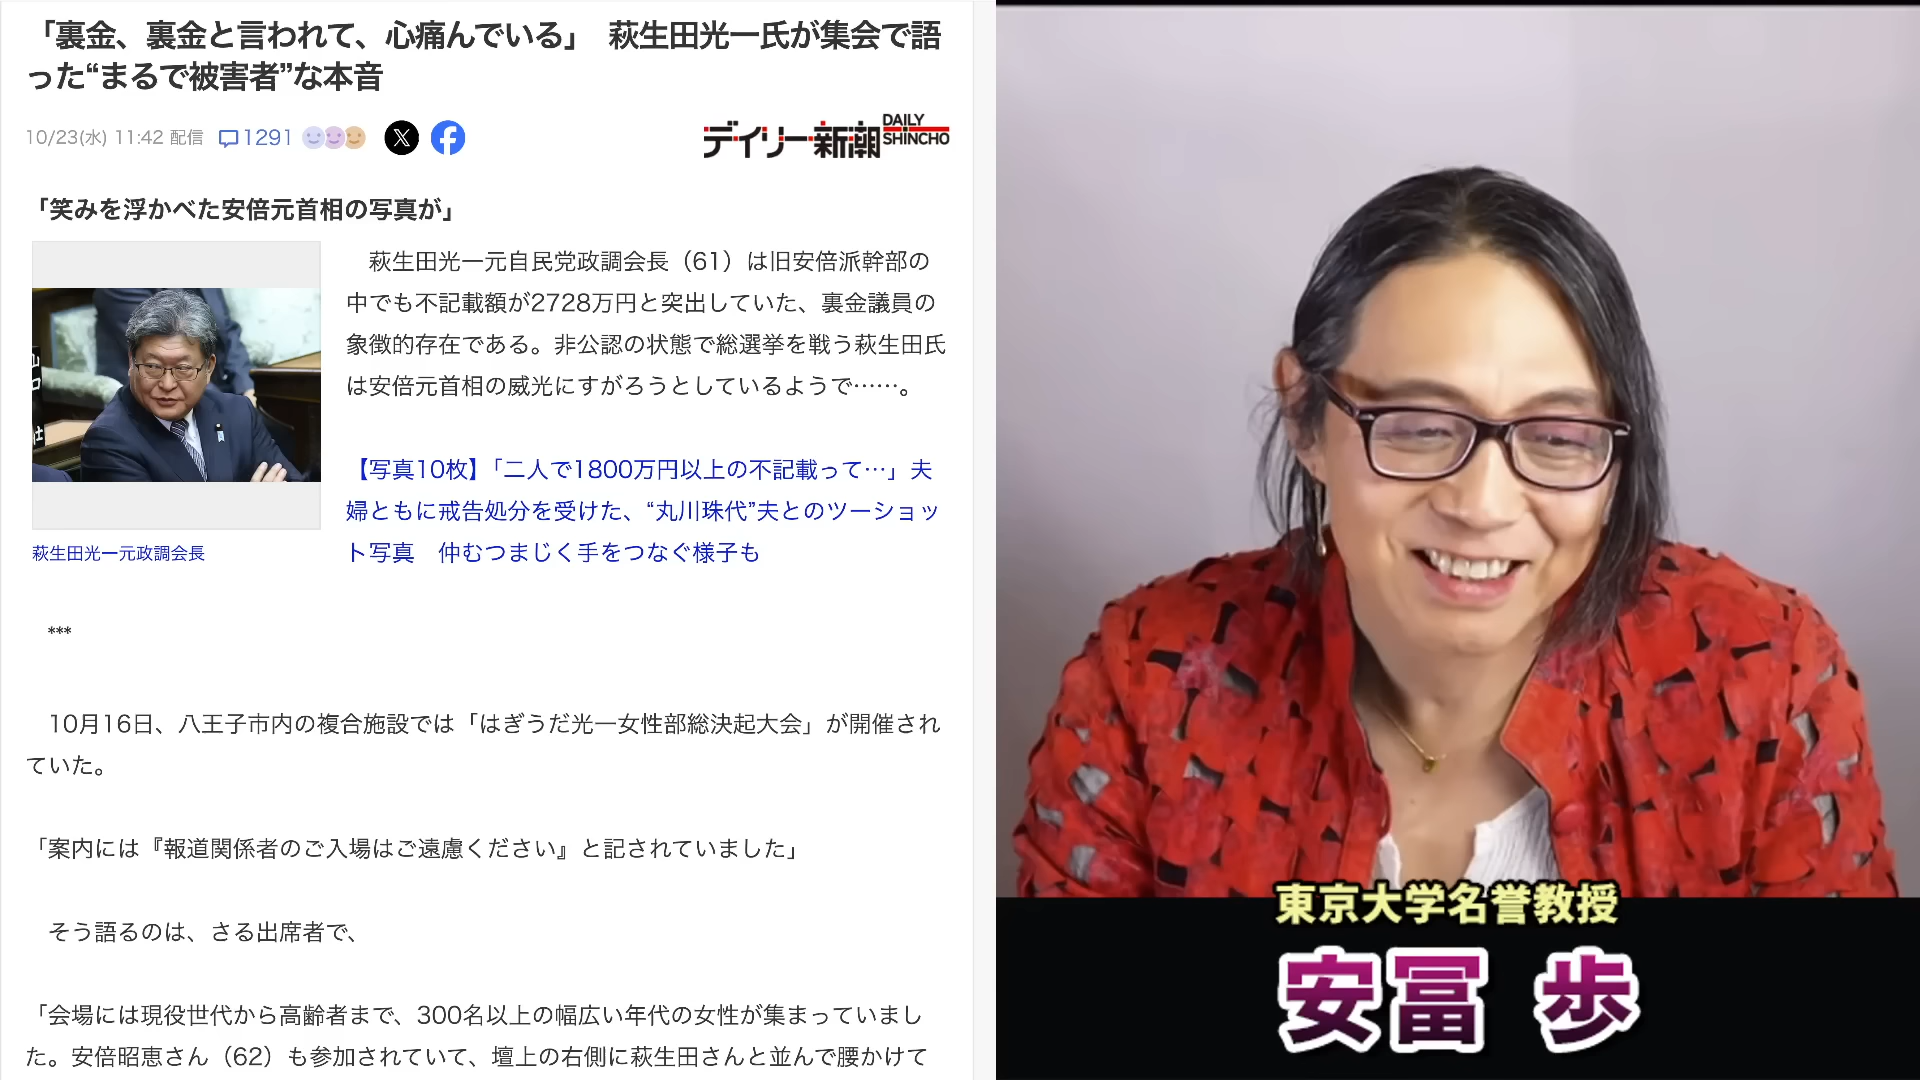 「裏金、裏金と言われて、心痛んでいる」 萩生田光一氏が集会で語
った“まるで被害者”な本音
10/23(水) 11:42 配信 1291
デイリー新潮 DAILY SHINCHO
「笑みを浮かべた安倍元首相の写真が」
萩生田光一元自民党政調会長（61）は旧安倍派幹部の
中でも不記載額が2728万円と突出していた、裏金議員の
象徴的存在である。非公認の状態で総選挙を戦う萩生田氏
は安倍元首相の威光にすがろうとしているようで……。
【写真10枚】「二人で1800万円以上の不記載って…」夫
婦ともに戒告処分を受けた、“丸川珠代”夫とのツーショッ
ト写真 仲むつまじく手をつなぐ様子も
萩生田光一元政調会長
***
10月16日、八王子市内の複合施設では「はぎうだ光一女性部総決起大会」が開催され
ていた。
「案内には『報道関係者のご入場はご遠慮ください』と記されていました」
そう語るのは、さる出席者で、
「会場には現役世代から高齢者まで、300名以上の幅広い年代の女性が集まっていまし
た。安倍昭恵さん（62）も参加されていて、壇上の右側に萩生田さんと並んで腰かけて
東京大学名誉教授
安冨 歩